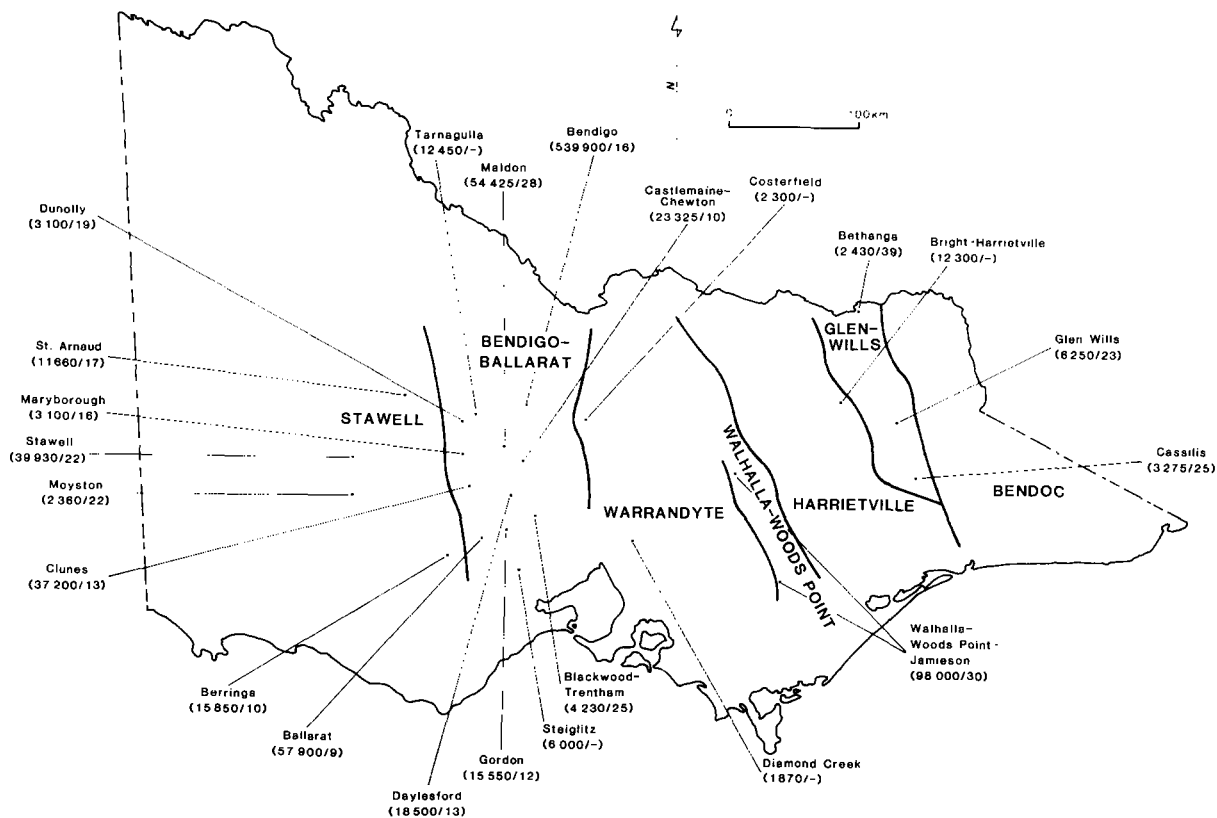 N
0
100km
Tarnagulla
(12 450/-)
Bendigo
(539 900/16)
Maldon
(54 425/28)
Castlemaine-
Chewton
(23 325/10)
Costerfield
(2 300/-)
Dunolly
(3 100/19)
Bethanga
(2 430/39)
Bright-Harrietville
(12 300/-)
St. Arnaud
(11660/17)
BENDIGO-
BALLARAT
GLEN-
WILLS
Glen Wills
(6 250/23)
Maryborough
(3 100/16)
STAWELL
Stawell
(39 930/22)
Moyston
(2 360/22)
WALHALLA-WOODS POINT
Cassilis
(3 275/25)
BENDOC
HARRIETVILLE
WARRANDYTE
Clunes
(37 200/13)
Walhalla-
Woods Point-
Jamieson
(98 000/30)
Berringa
(15 850/10)
Blackwood-
Trentham
(4 230/25)
Ballarat
(57 900/9)
Steiglitz
(6 000/-)
Gordon
(15 550/12)
Diamond Creek
(1870/-)
Daylesford
(18 500/13)